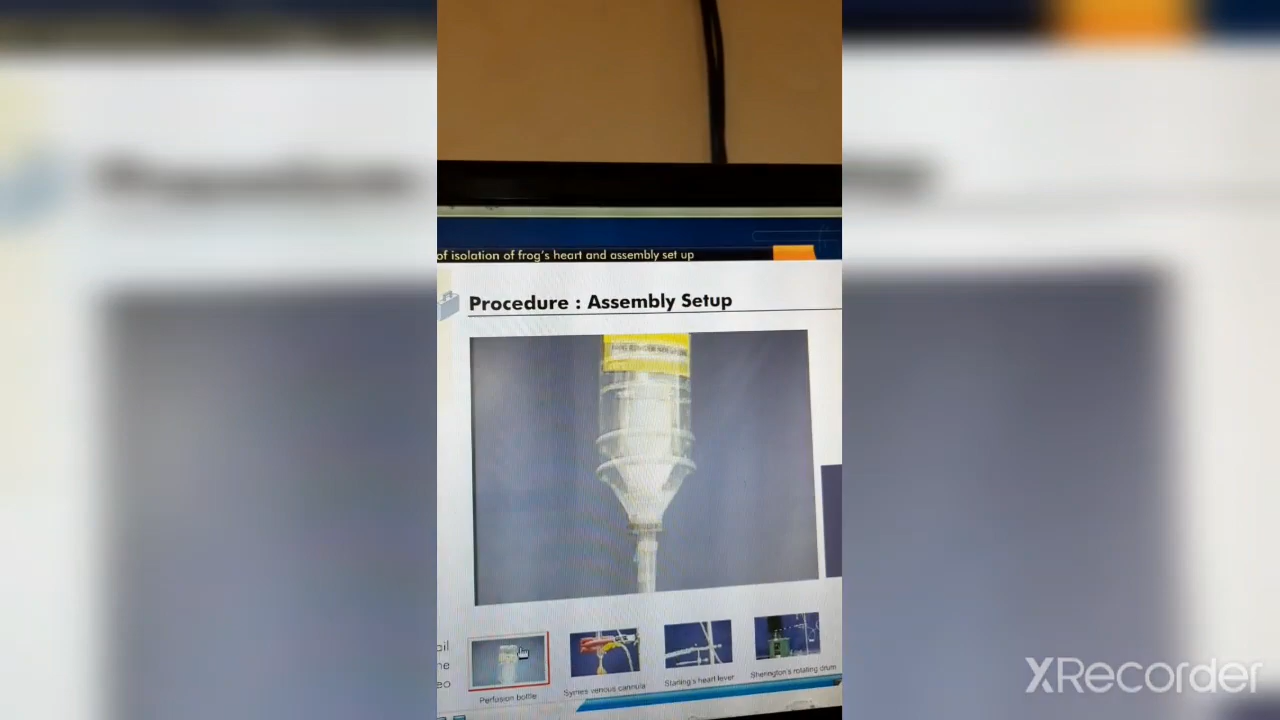 of isolation of frog's heart and assembly set up
Procedure : Assembly Setup
Perfusion bottle
Symes venous cannula
Starling's heart lever
Sherington's rotating drum
XRecorder